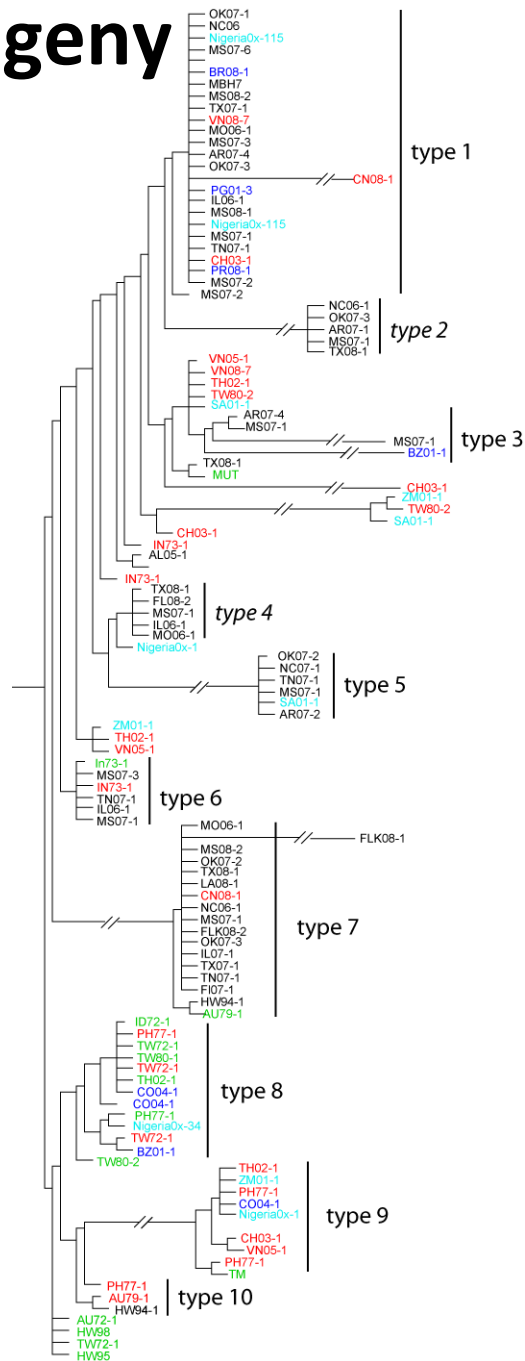 geny
OK07-1
NC06
Nigeria0x-115
MS07-6
BR08-1
MBH7
MS08-2
TX07-1
VN08-7
MO06-1
MS07-3
AR07-4
OK07-3
type 1
CN08-1
PG01-3
IL06-1
MS08-1
Nigeria0x-115
MS07-1
TN07-1
CH03-1
PR08-1
MS07-2
MS07-2
NC06-1
OK07-3
AR07-1
MS07-1
TX08-1
type 2
VN05-1
VN08-7
TH02-1
TW80-2
SA01-1
AR07-4
MS07-1
MS07-1
BZ01-1
type 3
TX08-1
MUT
CH03-1
ZM01-1
TW80-2
SA01-1
CH03-1
IN73-1
AL05-1
IN73-1
TX08-1
FL08-2
MS07-1
IL06-1
MO06-1
type 4
Nigeria0x-1
OK07-2
NC07-1
TN07-1
MS07-1
SA01-1
AR07-2
type 5
ZM01-1
TH02-1
VN05-1
In73-1
MS07-3
IN73-1
TN07-1
IL06-1
MS07-1
type 6
MO06-1
FLK08-1
MS08-2
OK07-2
TX08-1
LA08-1
CN08-1
NC06-1
MS07-1
FLK08-2
OK07-3
IL07-1
TX07-1
TN07-1
FI07-1
HW94-1
AU79-1
type 7
ID72-1
PH77-1
TW72-1
TW80-1
TW72-1
TH02-1
CO04-1
CO04-1
PH77-1
Nigeria0x-34
TW72-1
BZ01-1
TW80-2
type 8
TH02-1
ZM01-1
PH77-1
CO04-1
Nigeria0x-1
CH03-1
VN05-1
PH77-1
TM
type 9
PH77-1
AU79-1
HW94-1
type 10
AU72-1
HW98
TW72-1
HW95